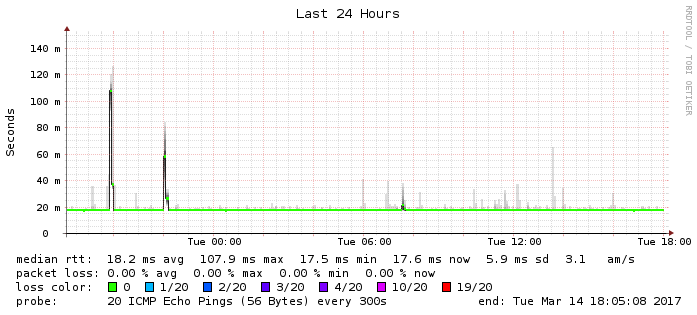 Last 24 Hours
RRDTOOL / TOBI OETIKER
Seconds
140 m
120 m
100 m
80 m
60 m
40 m
20 m
0
Tue 00:00 Tue 06:00 Tue 12:00 Tue 18:00
median rtt: 18.2 ms avg 107.9 ms max 17.5 ms min 17.6 ms now 5.9 ms sd 3.1 am/s
packet loss: 0.00 % avg 0.00 % max 0.00 % min 0.00 % now
loss color: 0 1/20 2/20 3/20 4/20 10/20 19/20
probe: 20 ICMP Echo Pings (56 Bytes) every 300s end: Tue Mar 14 18:05:08 2017